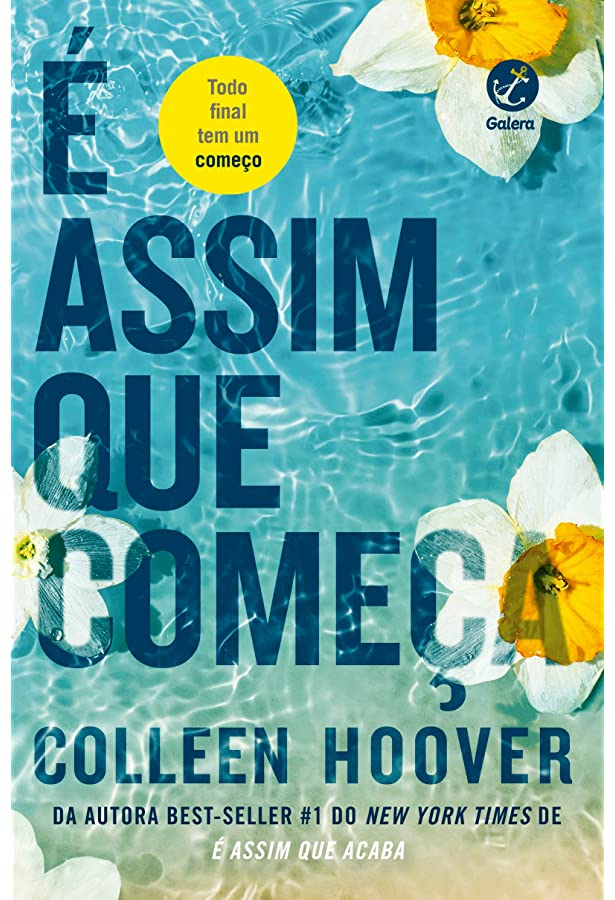 É
Todo
final
tem um
começo
Galera
ASSIM
QUE
COMEÇA
COLLEEN HOOVER
DA AUTORA BEST-SELLER #1 DO NEW YORK TIMES DE
É ASSIM QUE ACABA